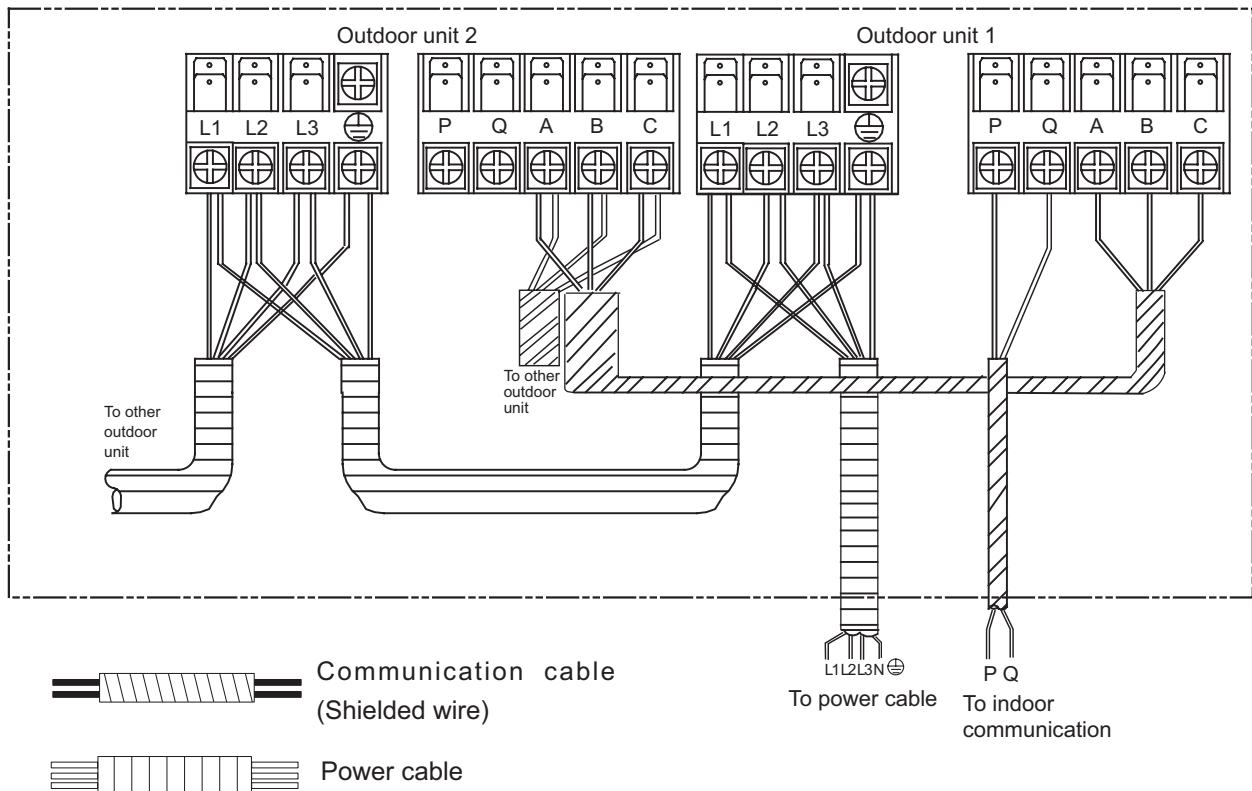 Outdoor unit 2
Outdoor unit 1
L1 L2 L3
P Q A B C
L1 L2 L3
P Q A B C
To other
outdoor
unit
To other
outdoor
unit
L1L2L3N
To power cable
P Q
To indoor
communication
Communication cable
(Shielded wire)
Power cable